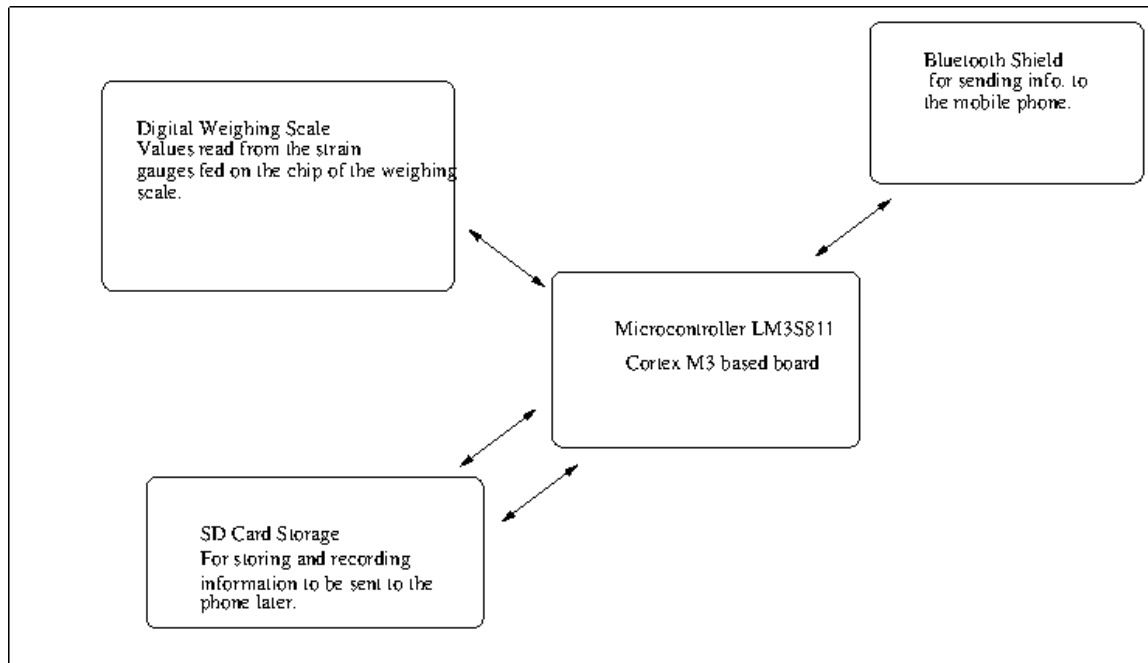 Bluetooth Shield
for sending info. to
the mobile phone.
Digital Weighing Scale
Values read from the strain
gauges fed on the chip of the weighing
scale.
Microcontroller LM3S811
Cortex M3 based board
SD Card Storage
For storing and recording
information to be sent to the
phone later.